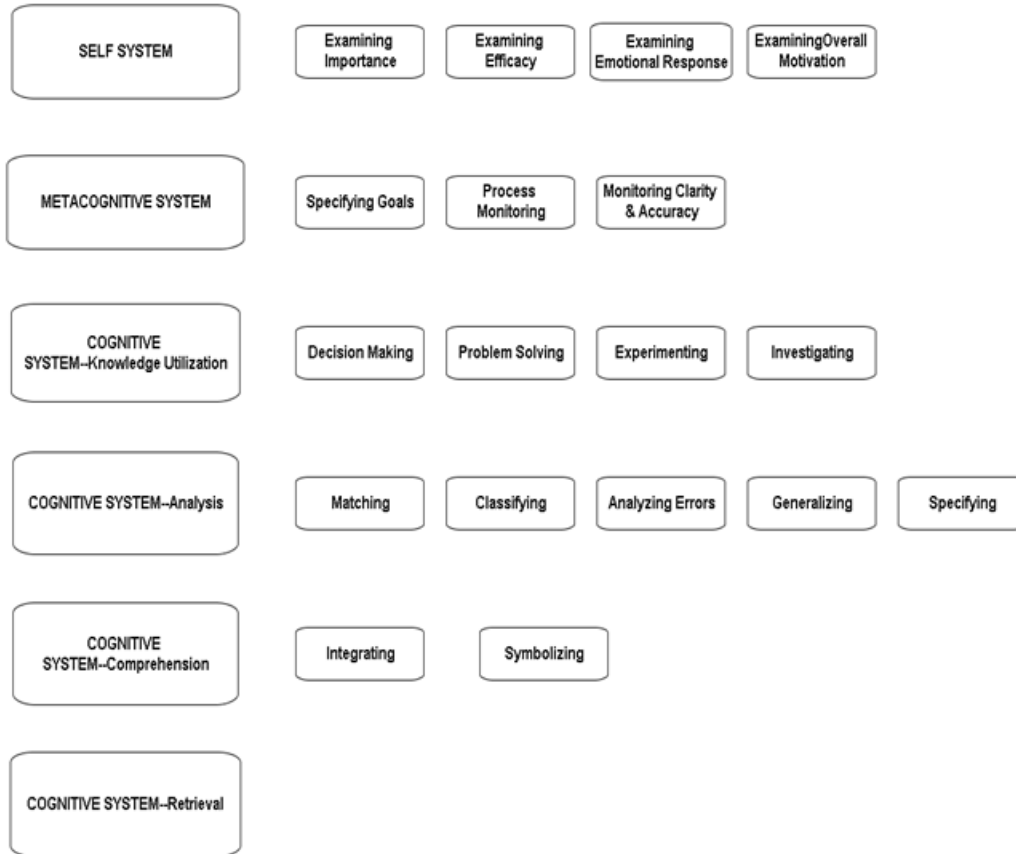 SELF SYSTEM
Examining
Importance
Examining
Efficacy
Examining
Emotional Response
ExaminingOverall
Motivation
METACOGNITIVE SYSTEM
Specifying Goals
Process
Monitoring
Monitoring Clarity
& Accuracy
COGNITIVE
SYSTEM--Knowledge Utilization
Decision Making
Problem Solving
Experimenting
Investigating
COGNITIVE SYSTEM--Analysis
Matching
Classifying
Analyzing Errors
Generalizing
Specifying
COGNITIVE
SYSTEM--Comprehension
Integrating
Symbolizing
COGNITIVE SYSTEM--Retrieval